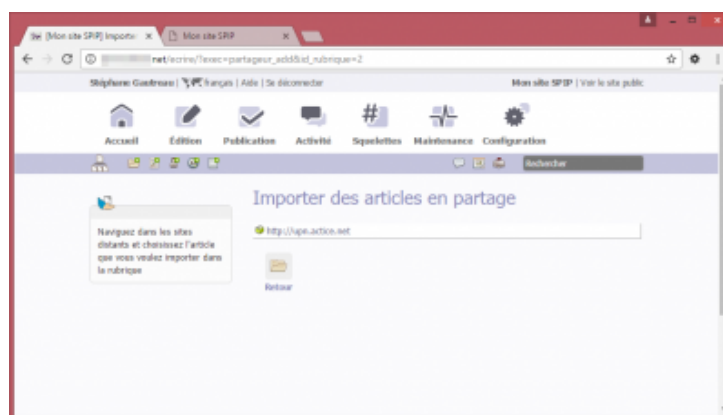 [Mon site SPIP] Importer
Mon site SPIP
net/ecrire/?exec=partageur_add&id_rubrique=2
Stéphane Gautreau | français | Aide | Se déconnecter
Mon site SPIP | Voir le site public
Accueil Édition Publication Activité Squelettes Maintenance Configuration
Rechercher
Importer des articles en partage
Naviguez dans les sites
distants et choisissez l'article
que vous voulez importer dans
la rubrique
http://upn.actice.net
Retour